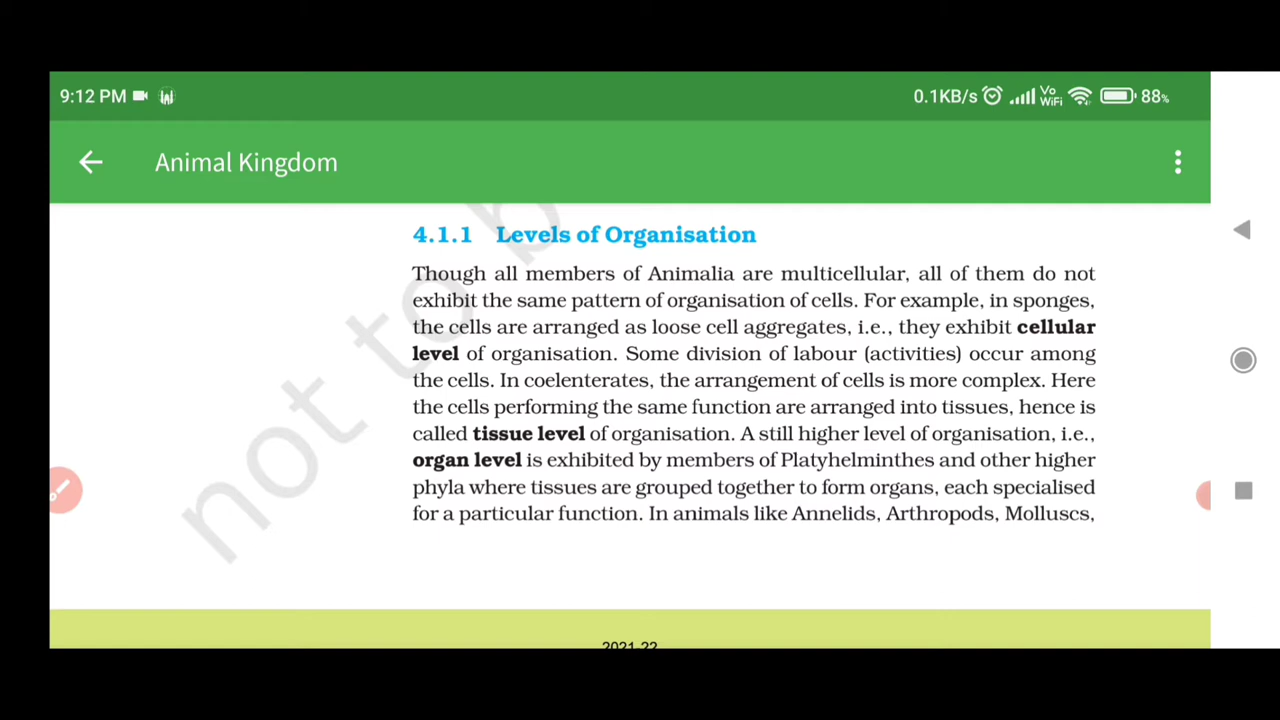 9:12 PM
0.1KB/s Vo WiFi 88%
Animal Kingdom
4.1.1 Levels of Organisation
Though all members of Animalia are multicellular, all of them do not
exhibit the same pattern of organisation of cells. For example, in sponges,
the cells are arranged as loose cell aggregates, i.e., they exhibit cellular
level of organisation. Some division of labour (activities) occur among
the cells. In coelenterates, the arrangement of cells is more complex. Here
the cells performing the same function are arranged into tissues, hence is
called tissue level of organisation. A still higher level of organisation, i.e.,
organ level is exhibited by members of Platyhelminthes and other higher
phyla where tissues are grouped together to form organs, each specialised
for a particular function. In animals like Annelids, Arthropods, Molluscs,
not to b
2021-22